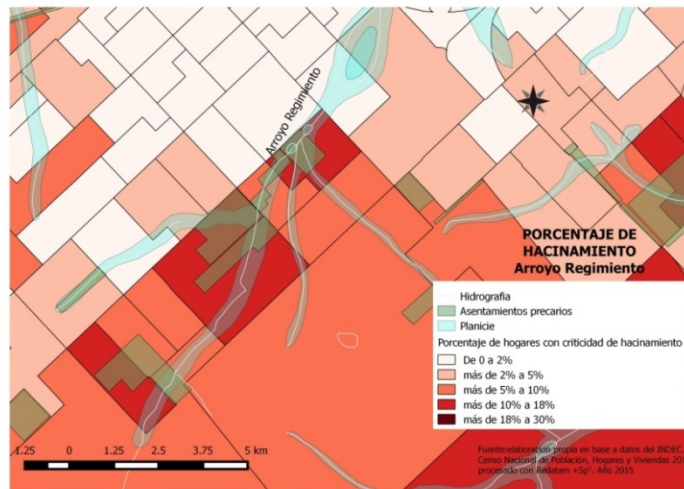 Arroyo Regimiento
PORCENTAJE DE
HACINAMIENTO
Arroyo Regimiento
Hidrografia
Asentamientos precarios
Planicie
Porcentaje de hogares con criticidad de hacinamiento
De 0 a 2%
más de 2% a 5%
más de 5% a 10%
más de 10% a 18%
más de 18% a 30%
1.25 0 1.25 2.5 3.75 5 km
Fuente:elaboración propia en base a datos del INDEC.
Censo Nacional de Población, Hogares y Viviendas 201
procesado con Redatam +Sp". Año 2015